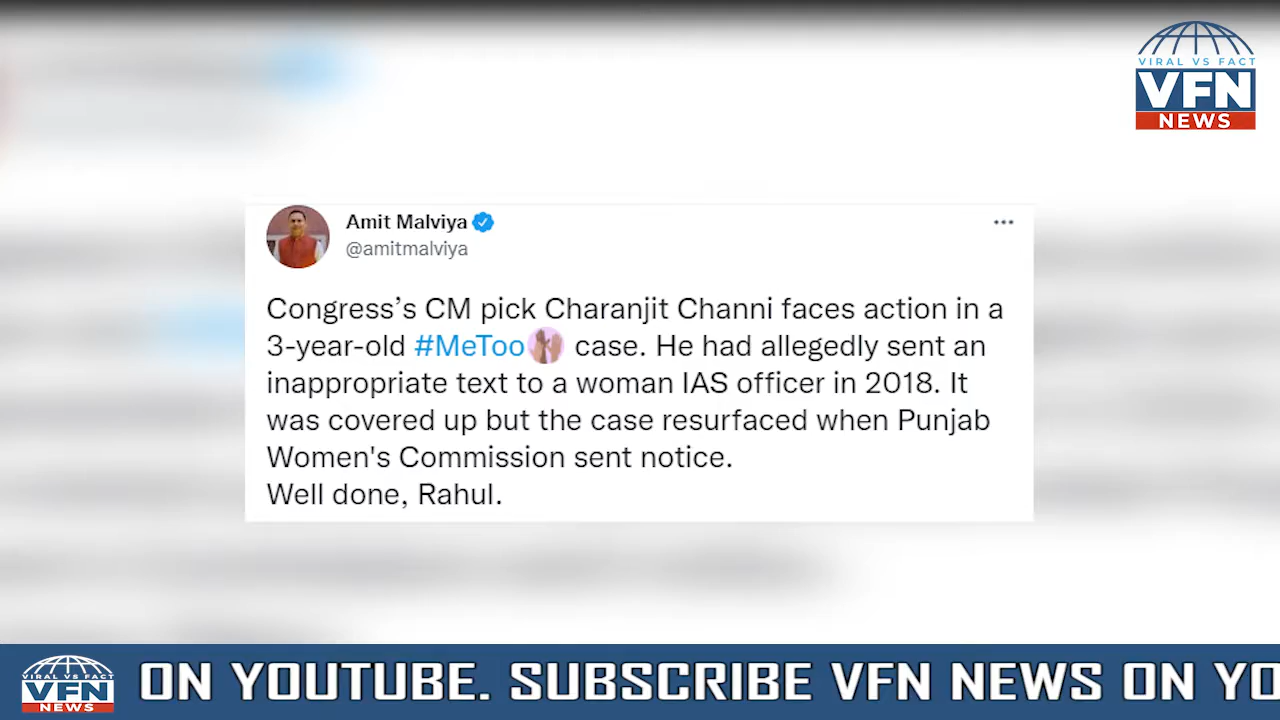 VIRAL VS FACT
VFN
NEWS
Amit Malviya
@amitmalviya
Congress’s CM pick Charanjit Channi faces action in a
3-year-old #MeToo case. He had allegedly sent an
inappropriate text to a woman IAS officer in 2018. It
was covered up but the case resurfaced when Punjab
Women's Commission sent notice.
Well done, Rahul.
VIRAL VS FACT
VFN
NEWS
ON YOUTUBE. SUBSCRIBE VFN NEWS ON YO